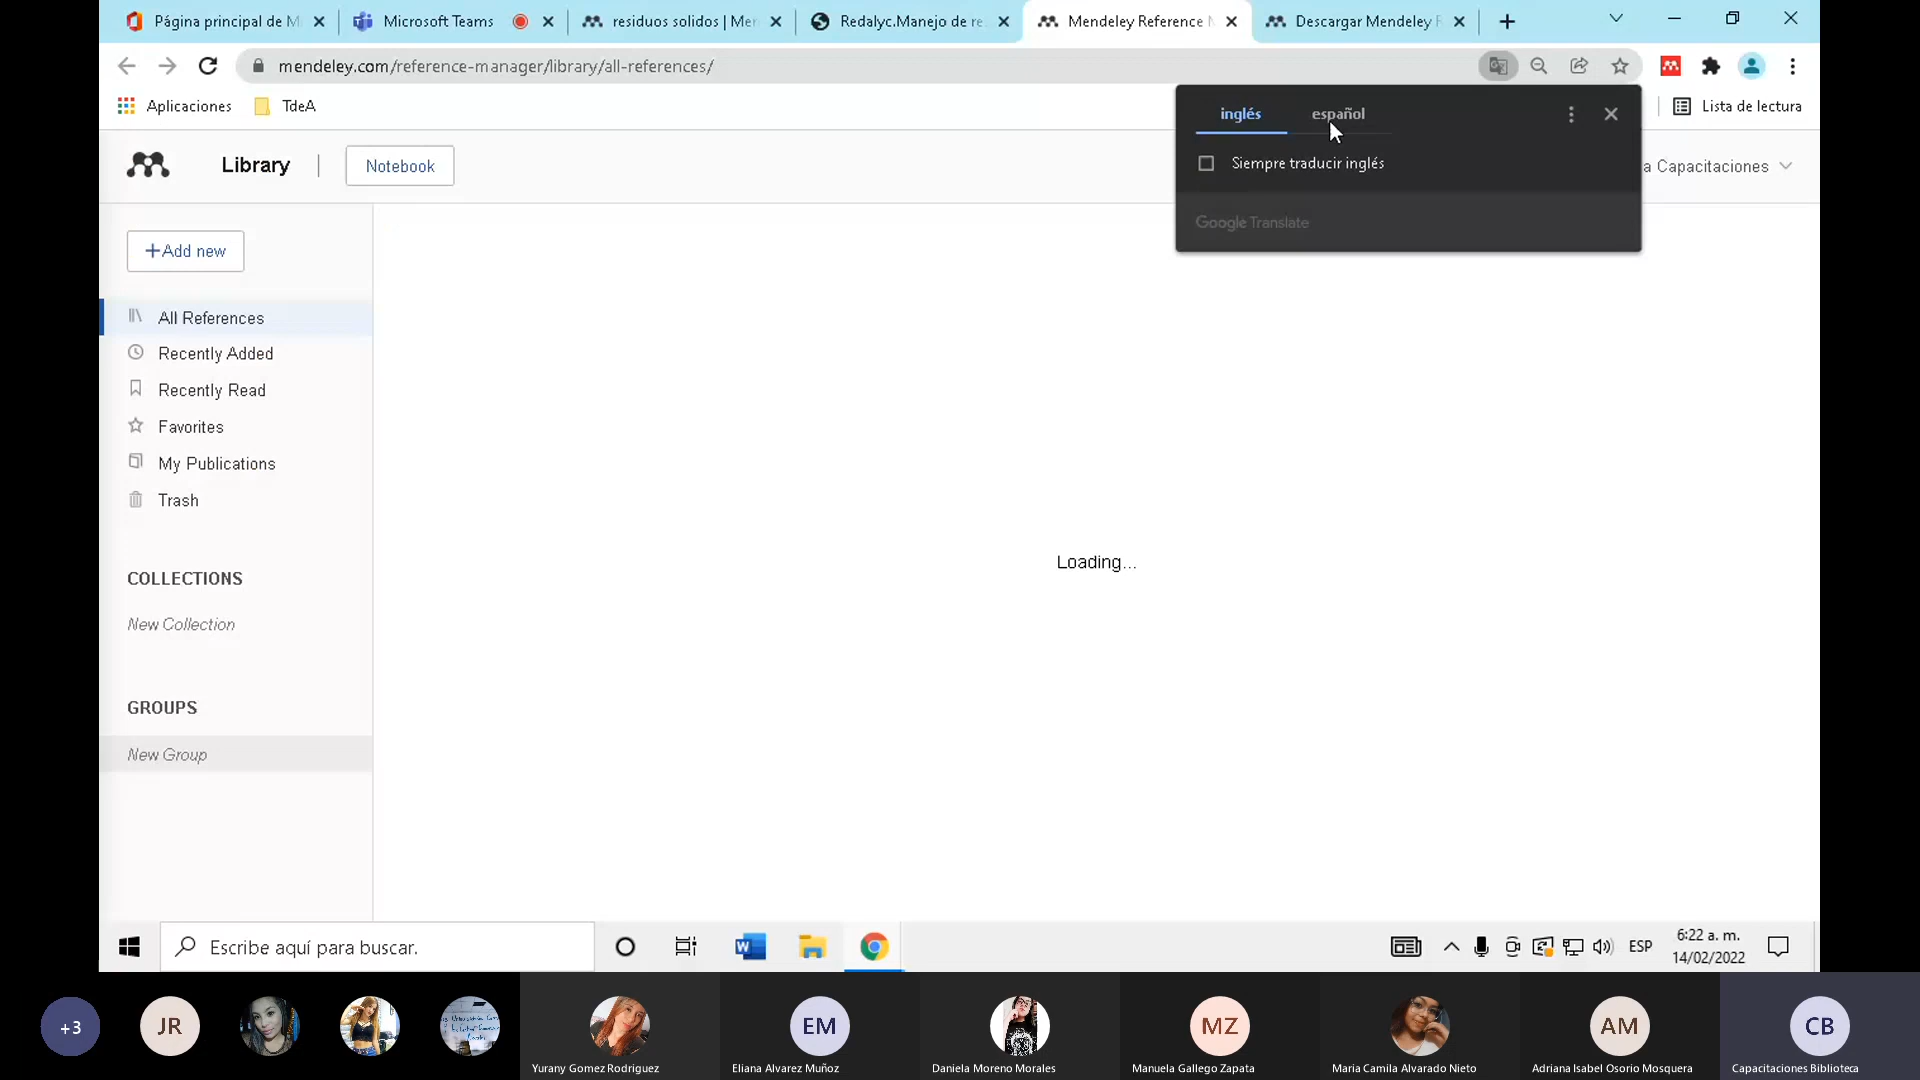 Página principal de M
Microsoft Teams
residuos solidos | Me
Redalyc.Manejo de re
Mendeley Reference M
Descargar Mendeley R
mendeley.com/reference-manager/library/all-references/
Aplicaciones
TdeA
Lista de lectura
inglés
español
Siempre traducir inglés
Google Translate
Library
Notebook
a Capacitaciones
+Add new
All References
Recently Added
Recently Read
Favorites
My Publications
Trash
COLLECTIONS
New Collection
GROUPS
New Group
Loading...
Escribe aquí para buscar.
ESP
6:22 a. m.
14/02/2022
+3
JR
EM
MZ
AM
CB
Yurany Gomez Rodriguez
Eliana Alvarez Muñoz
Daniela Moreno Morales
Manuela Gallego Zapata
Maria Camila Alvarado Nieto
Adriana Isabel Osorio Mosquera
Capacitaciones Biblioteca